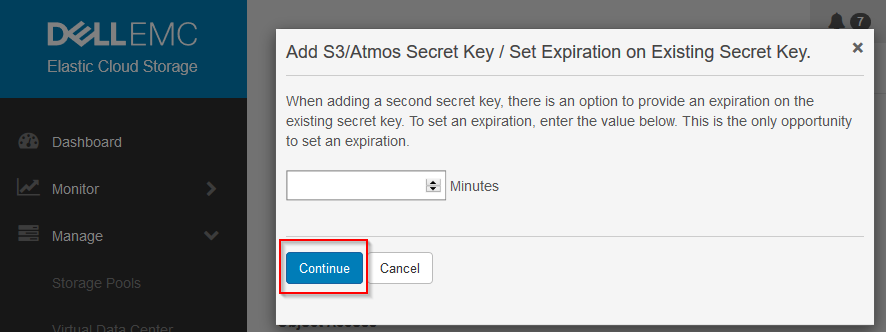 DELLEMC
Elastic Cloud Storage
7
Dashboard
Monitor
Manage
Storage Pools
Virtual Data Center
Add S3/Atmos Secret Key / Set Expiration on Existing Secret Key.
×
When adding a second secret key, there is an option to provide an expiration on the
existing secret key. To set an expiration, enter the value below. This is the only opportunity
to set an expiration.
Minutes
Continue
Cancel